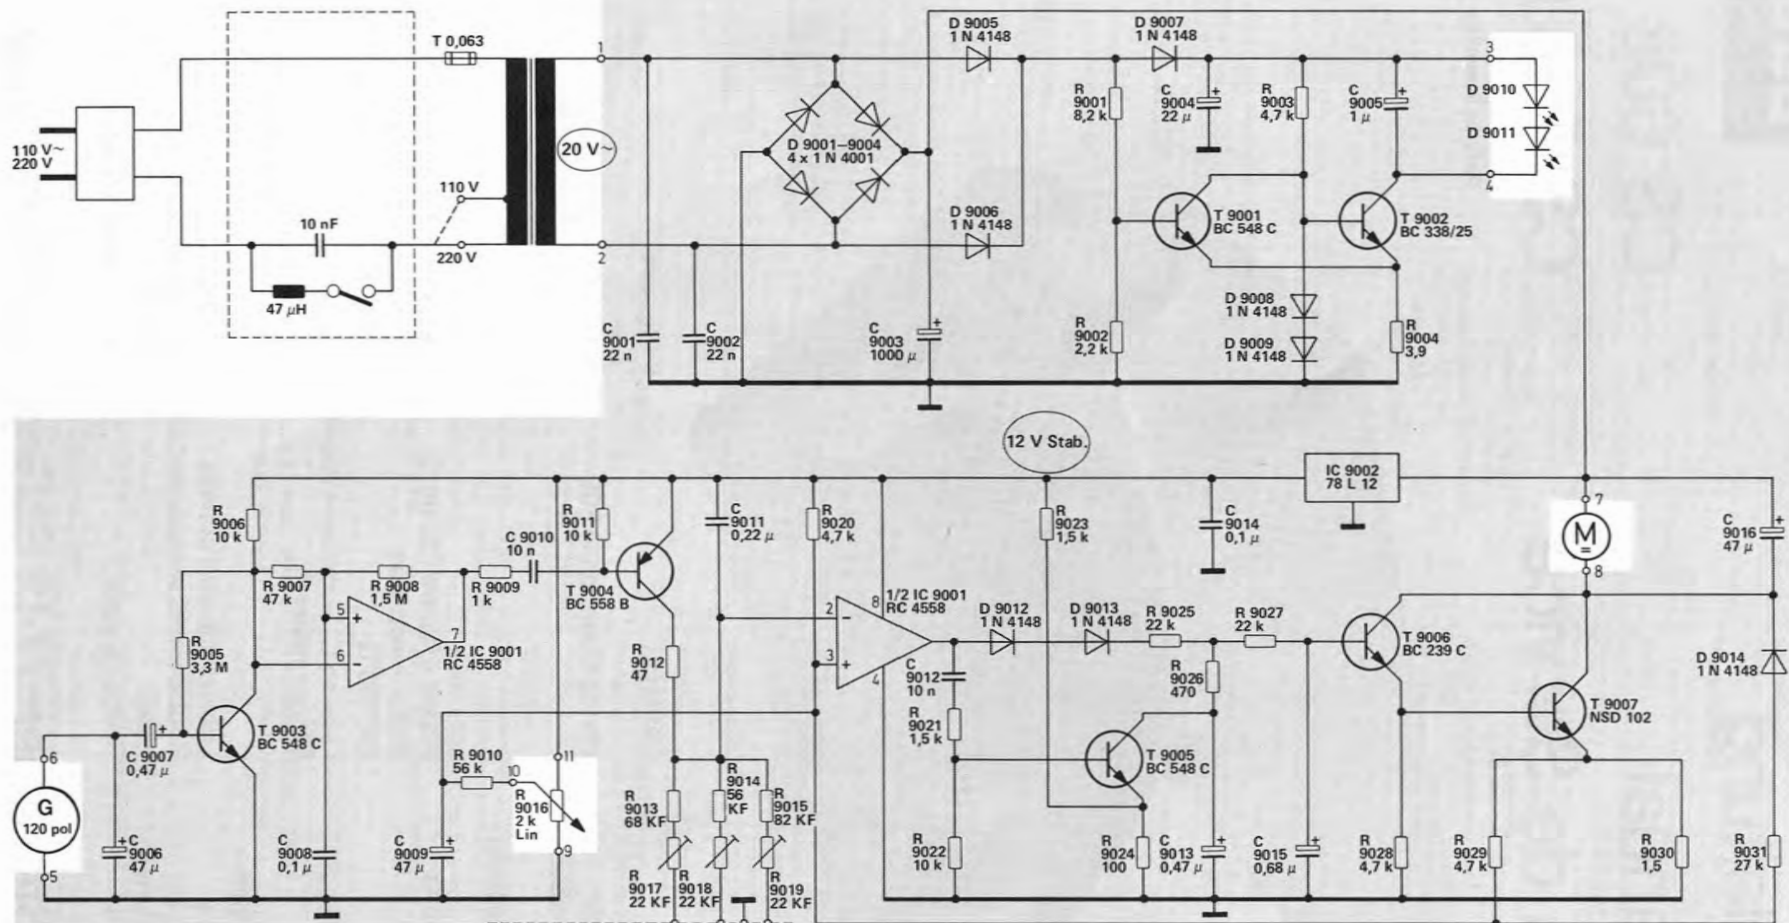 T 0,063
110 V~
220 V
10 nF
47 µH
110 V
220 V
1
2
20 V~
D 9001–9004
4 x 1 N 4001
D 9005
1 N 4148
D 9006
1 N 4148
D 9007
1 N 4148
C
9001
22 n
C
9002
22 n
C
9003
1000 µ
+
R
9001
8,2 k
R
9002
2,2 k
C
9004
22 µ
+
R
9003
4,7 k
C
9005
1 µ
+
T 9001
BC 548 C
T 9002
BC 338/25
D 9008
1 N 4148
D 9009
1 N 4148
R
9004
3,9
3
4
D 9010
D 9011
12 V Stab.
IC 9002
78 L 12
R
9006
10 k
R
9005
3,3 M
R 9007
47 k
R 9008
1,5 M
R 9009
1 k
C 9010
10 n
R
9011
10 k
T 9004
BC 558 B
C
9011
0,22 µ
R
9020
4,7 k
R
9023
1,5 k
C
9014
0,1 µ
7
M
=
8
C
9016
47 µ
+
5
+
6
–
7
1/2 IC 9001
RC 4558
R
9012
47
2
–
3
+
8
4
1/2 IC 9001
RC 4558
D 9012
1 N 4148
D 9013
1 N 4148
R 9025
22 k
R 9027
22 k
R
9026
470
C
9012
10 n
R
9021
1,5 k
T 9005
BC 548 C
T 9006
BC 239 C
T 9007
NSD 102
D 9014
1 N 4148
6
G
120 pol
5
C 9007
0,47 µ
+
T 9003
BC 548 C
C
9006
47 µ
+
C
9008
0,1 µ
C
9009
47 µ
+
R 9010
56 k
10
11
R
9016
2 k
Lin
9
R
9013
68 KF
R
9014
56
KF
R
9015
82 KF
R
9017
22 KF
R
9018
22 KF
R
9019
22 KF
R
9022
10 k
R
9024
100
C
9013
0,47 µ
+
C
9015
0,68 µ
+
R
9028
4,7 k
R
9029
4,7 k
R
9030
1,5
R
9031
27 k